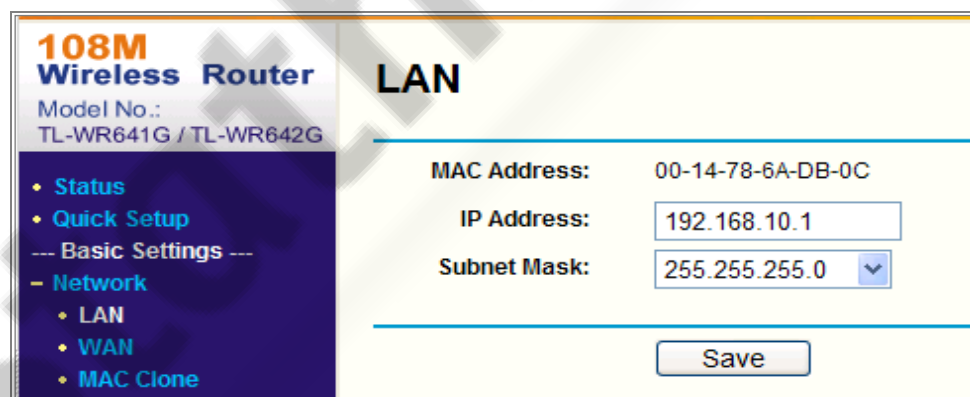 108M
Wireless Router
Model No.:
TL-WR641G / TL-WR642G
• Status
• Quick Setup
--- Basic Settings ---
– Network
• LAN
• WAN
• MAC Clone
LAN
MAC Address: 00-14-78-6A-DB-0C
IP Address: 192.168.10.1
Subnet Mask: 255.255.255.0
Save